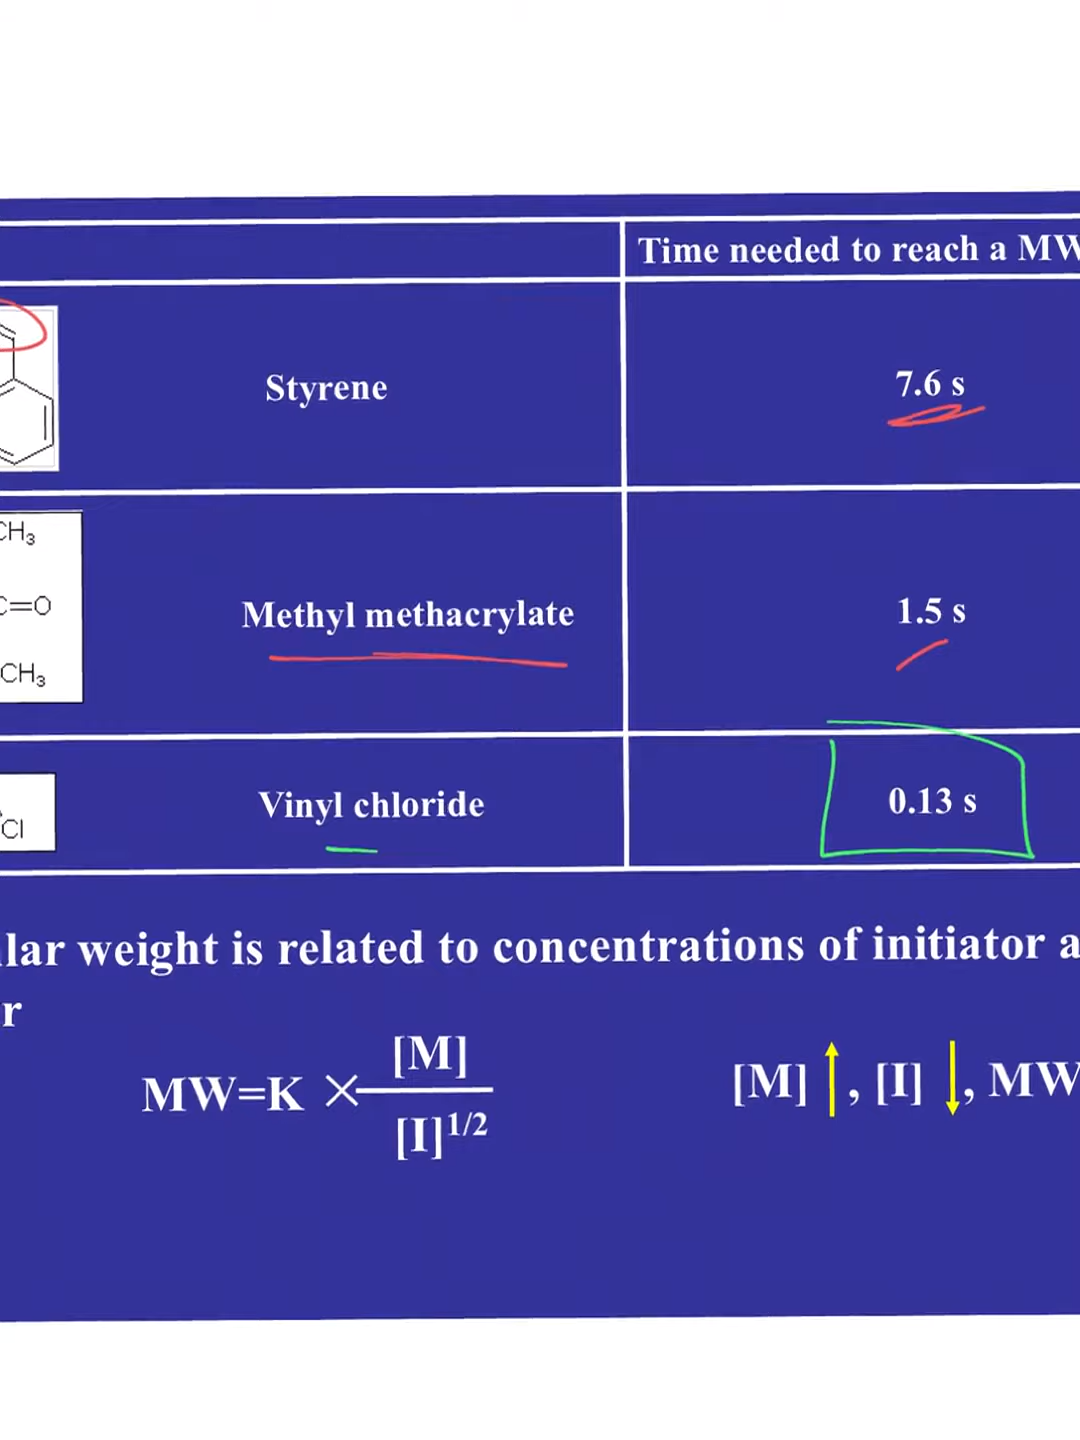 Time needed to reach a MW
Styrene
7.6 s
CH3
C=O
CH3
Methyl methacrylate
1.5 s
Cl
Vinyl chloride
0.13 s
lar weight is related to concentrations of initiator a
r
MW=K × [M]
[I]1/2
[M]↑, [I]↓, MW